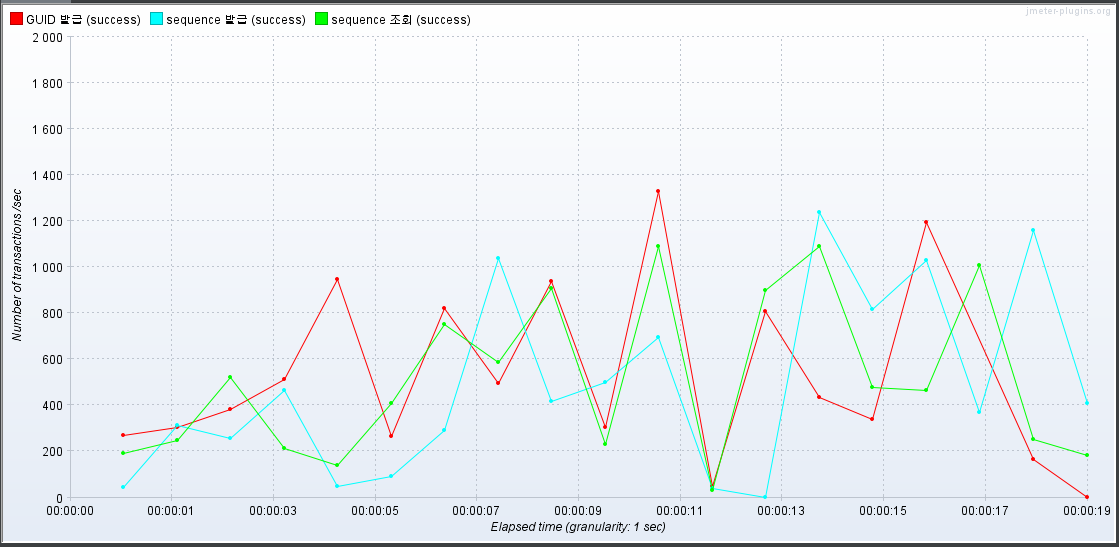 jmeter-plugins.org
GUID 발급 (success) sequence 발급 (success) sequence 조회 (success)
2 000
1 800
1 600
1 400
1 200
1 000
800
600
400
200
0
Number of transactions /sec
00:00:00 00:00:01 00:00:03 00:00:05 00:00:07 00:00:09 00:00:11 00:00:13 00:00:15 00:00:17 00:00:19
Elapsed time (granularity: 1 sec)